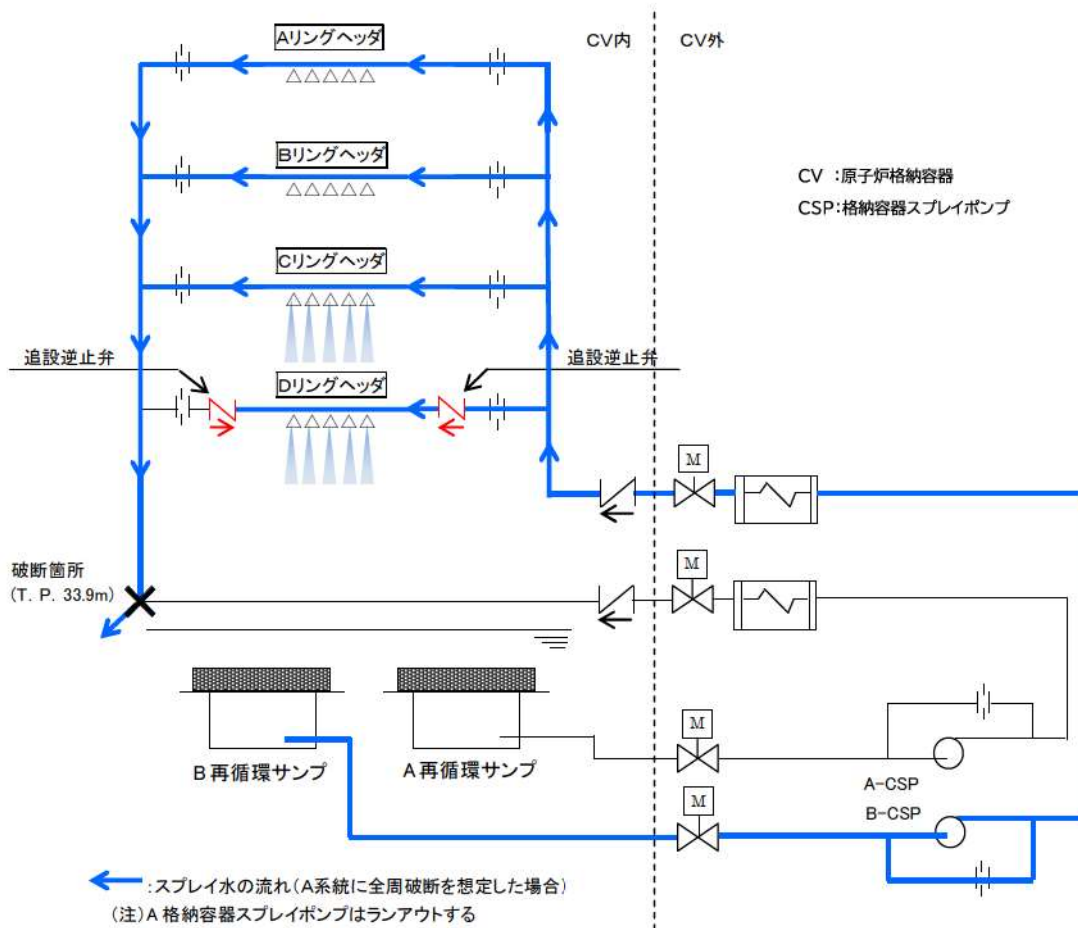 Aリングヘッダ
CV内
CV外
Bリングヘッダ
CV :原子炉格納容器
CSP:格納容器スプレイポンプ
Cリングヘッダ
追設逆止弁
追設逆止弁
Dリングヘッダ
M
破断箇所
(T. P. 33.9m)
M
M
B再循環サンプ
A再循環サンプ
A-CSP
B-CSP
M
:スプレイ水の流れ(A系統に全周破断を想定した場合)
(注)A格納容器スプレイポンプはランアウトする